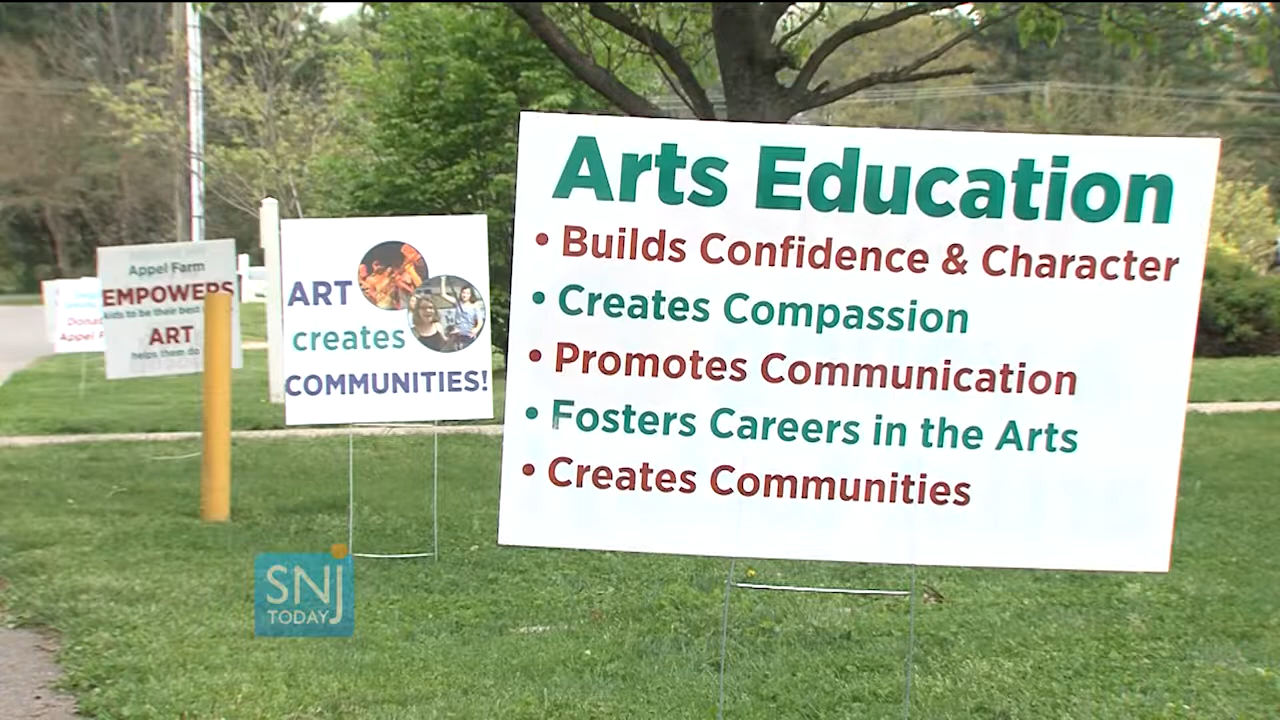 Arts Education
• Builds Confidence & Character
• Creates Compassion
• Promotes Communication
• Fosters Careers in the Arts
• Creates Communities
ART
creates
COMMUNITIES!
Appel Farm
EMPOWERS
kids to be their best
ART
helps them do
Appel
SNJ
TODAY